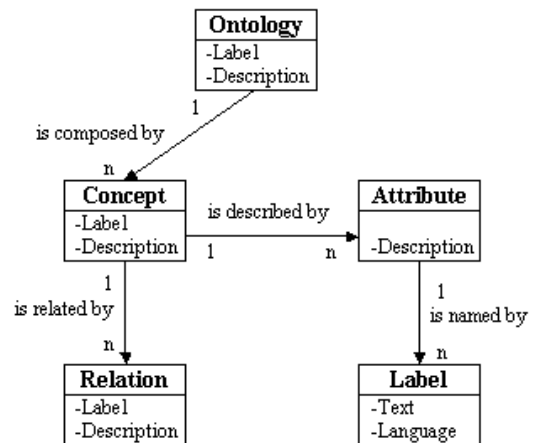 Ontology
-Label
-Description
1
is composed by
n
Concept
-Label
-Description
is described by
1
n
Attribute
-Description
1
is related by
n
1
is named by
n
Relation
-Label
-Description
Label
-Text
-Language